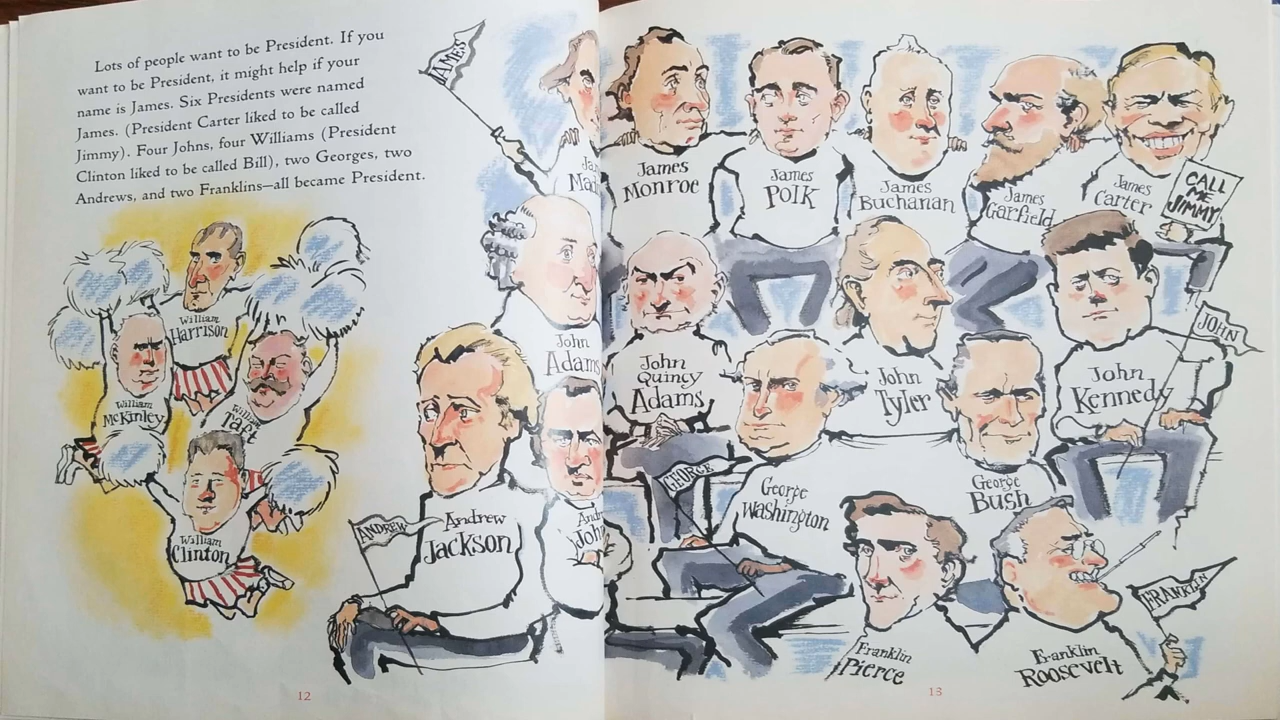 Lots of people want to be President. If you
want to be President, it might help if your
name is James. Six Presidents were named
James. (President Carter liked to be called
Jimmy). Four Johns, four Williams (President
Clinton liked to be called Bill), two Georges, two
Andrews, and two Franklins—all became President.
William
Harrison
William
McKinley
Taft
William
Clinton
12
JAMES
John
Adams
ANDREW
Andrew
Jackson
James
Monroe
James
Polk
James
Buchanan
James
Garfield
James
Carter
CALL
ME
JIMMY
John
Quincy
Adams
John
Tyler
John
Kennedy
JOHN
GEORGE
George
Washington
George
Bush
Franklin
Pierce
Franklin
Roosevelt
FRANKLIN
13